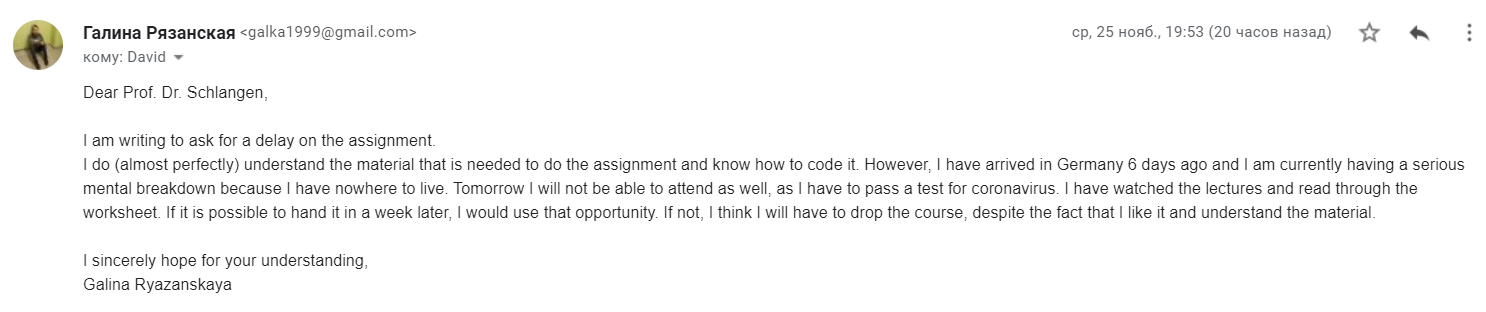 Галина Рязанская <galka1999@gmail.com>
ср, 25 нояб., 19:53 (20 часов назад)
кому: David
Dear Prof. Dr. Schlangen,
I am writing to ask for a delay on the assignment.
I do (almost perfectly) understand the material that is needed to do the assignment and know how to code it. However, I have arrived in Germany 6 days ago and I am currently having a serious
mental breakdown because I have nowhere to live. Tomorrow I will not be able to attend as well, as I have to pass a test for coronavirus. I have watched the lectures and read through the
worksheet. If it is possible to hand it in a week later, I would use that opportunity. If not, I think I will have to drop the course, despite the fact that I like it and understand the material.
I sincerely hope for your understanding,
Galina Ryazanskaya